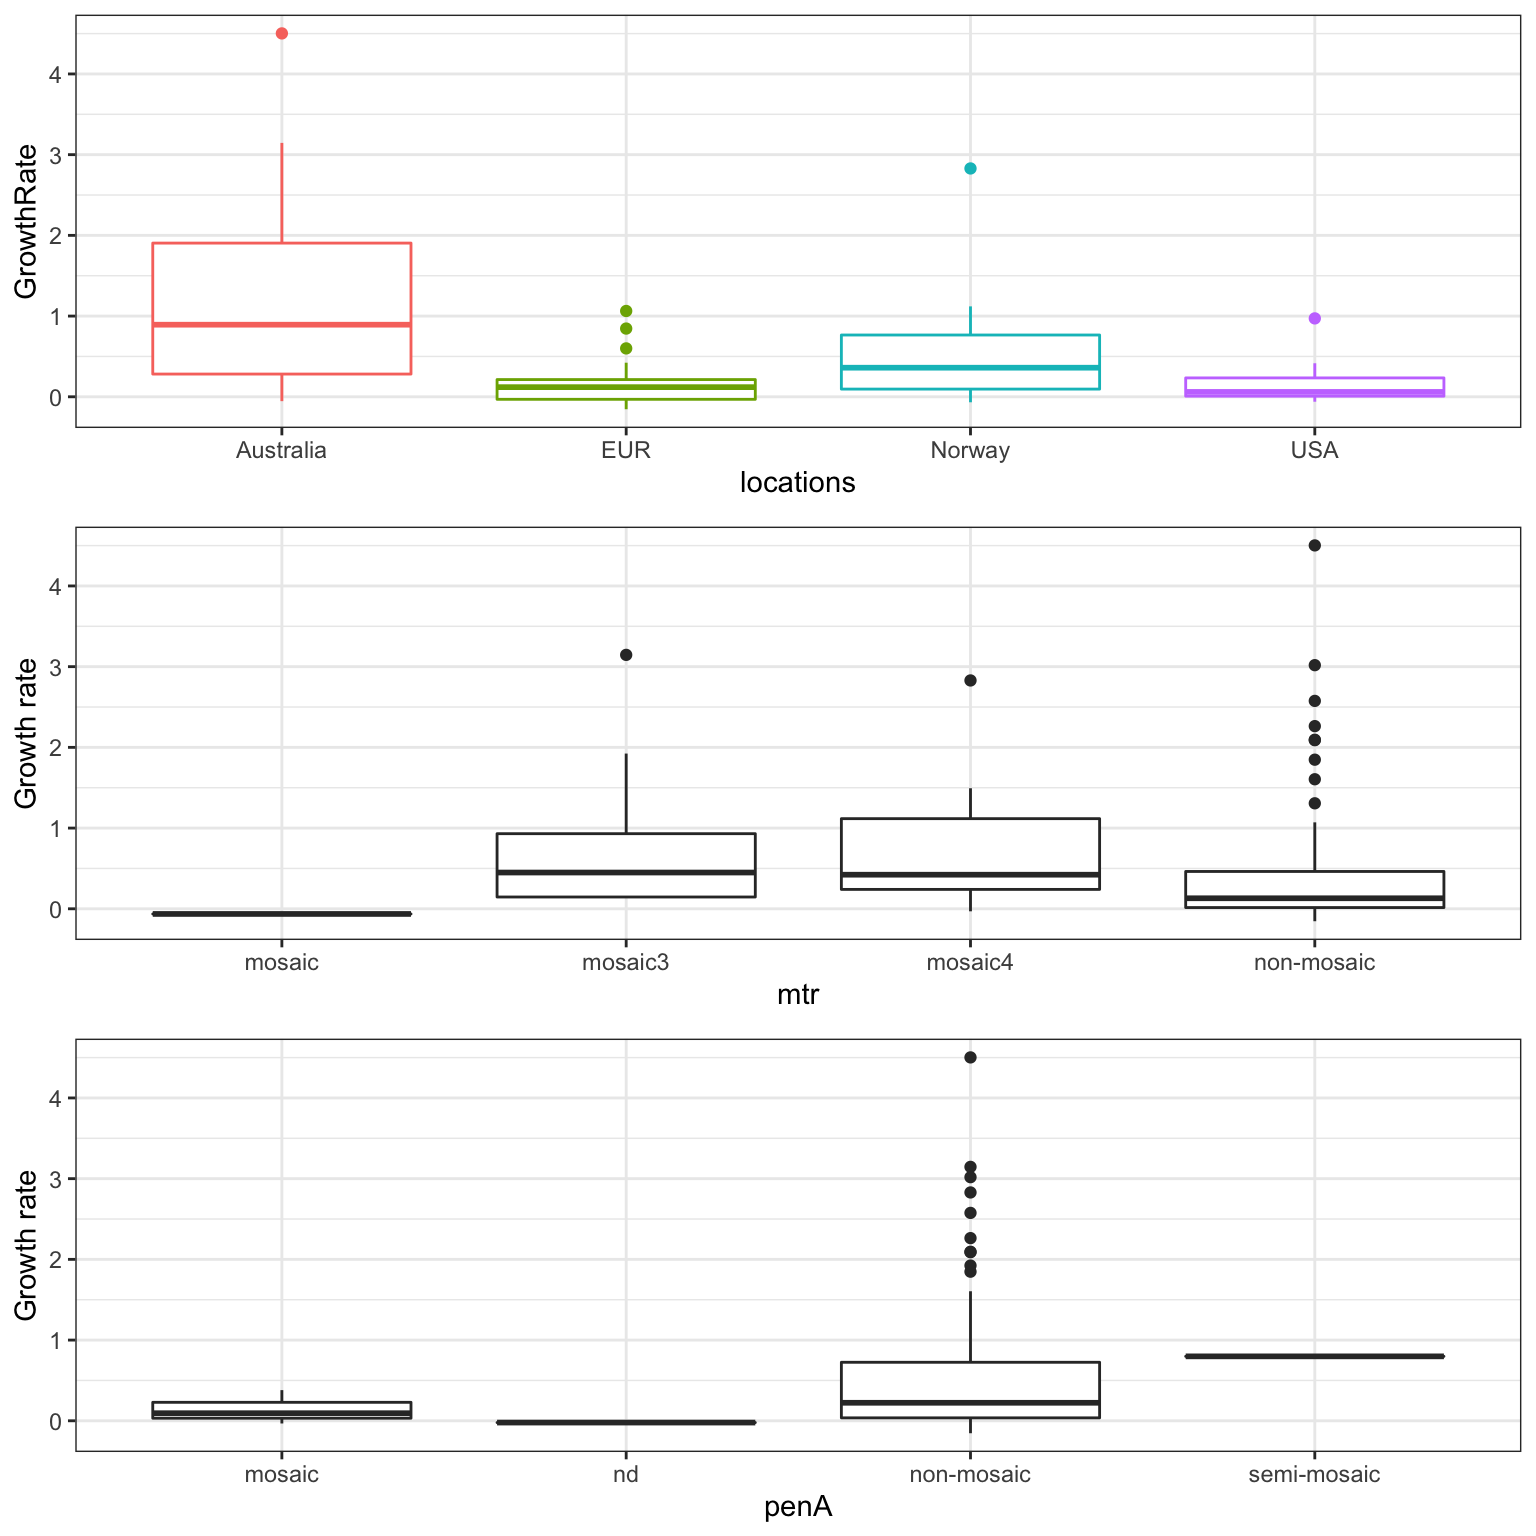 GrowthRate
4
3
2
1
0
Australia EUR Norway USA
locations
Growth rate
4
3
2
1
0
mosaic mosaic3 mosaic4 non-mosaic
mtr
Growth rate
4
3
2
1
0
mosaic nd non-mosaic semi-mosaic
penA